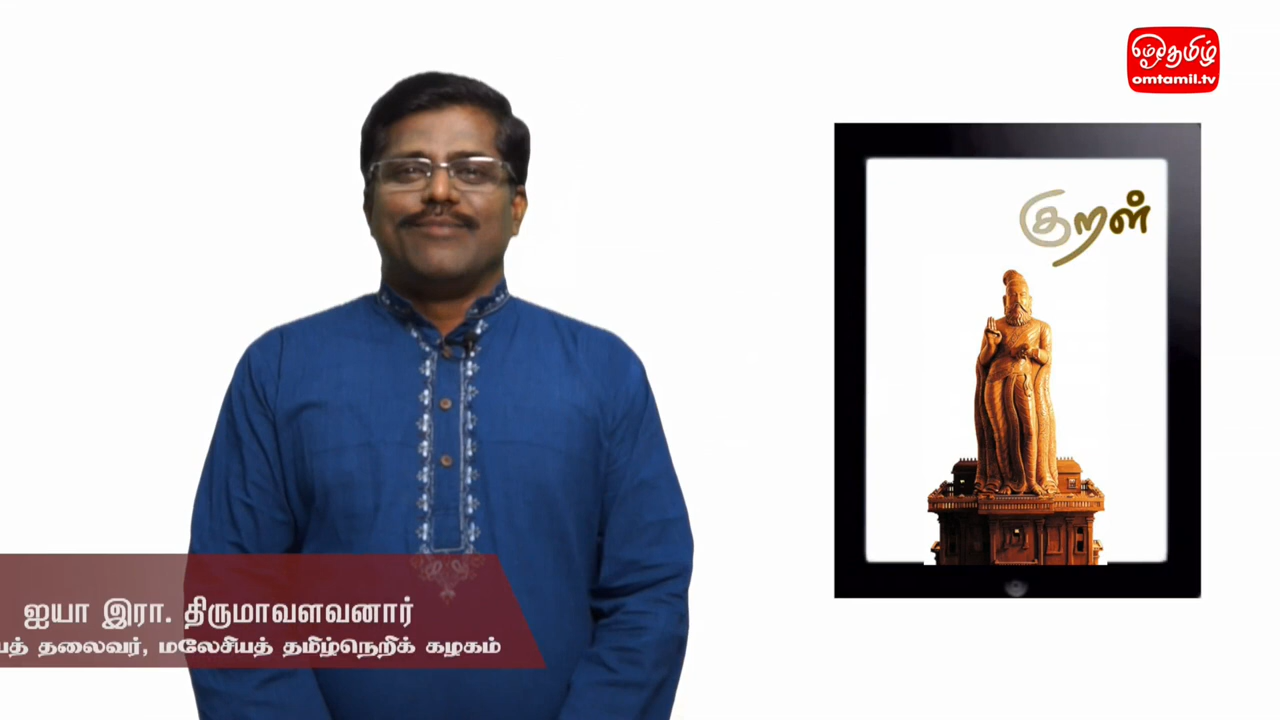 ஓம்தமிழ்
omtamil.tv
குறள்
ஐயா இரா. திருமாவளவனார்
தலைவர், மலேசியத் தமிழ்நெறிக் கழகம்